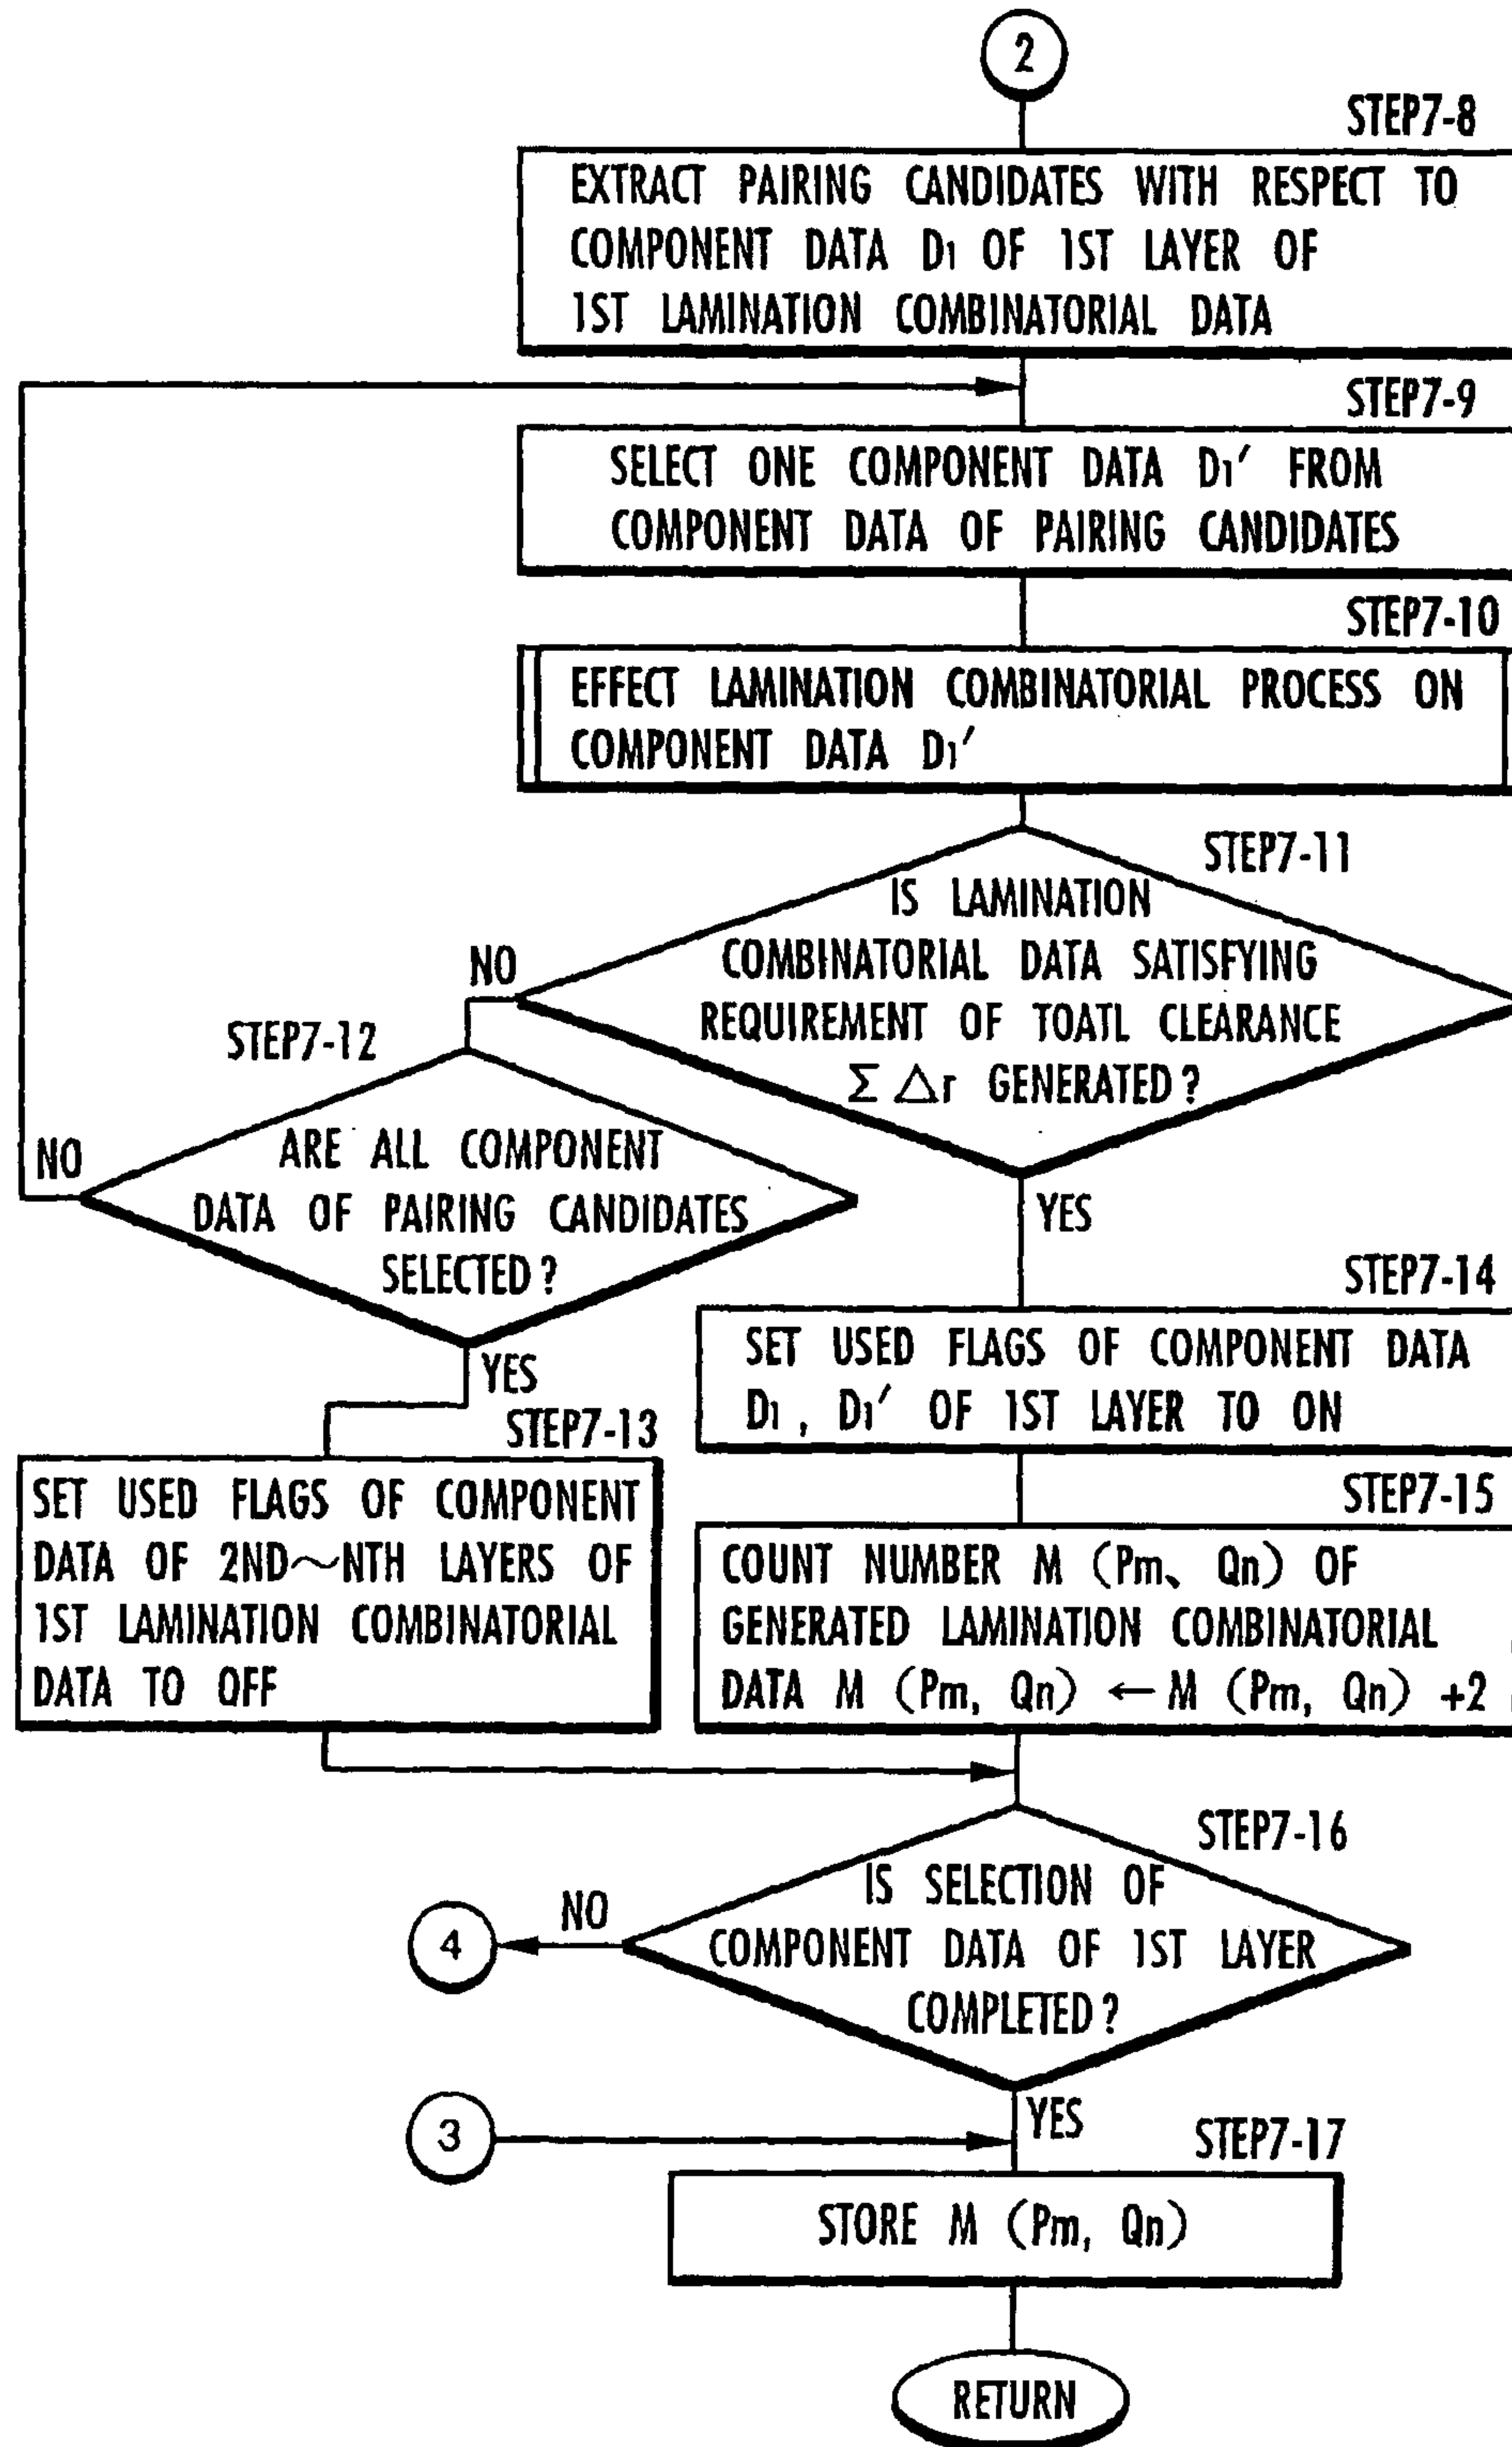 2
STEP7-8
EXTRACT PAIRING CANDIDATES WITH RESPECT TO
COMPONENT DATA D1 OF 1ST LAYER OF
1ST LAMINATION COMBINATORIAL DATA
STEP7-9
SELECT ONE COMPONENT DATA D1′ FROM
COMPONENT DATA OF PAIRING CANDIDATES
STEP7-10
EFFECT LAMINATION COMBINATORIAL PROCESS ON
COMPONENT DATA D1′
STEP7-11
IS LAMINATION
COMBINATORIAL DATA SATISFYING
REQUIREMENT OF TOATL CLEARANCE
Σ △r GENERATED?
NO
YES
STEP7-12
ARE ALL COMPONENT
DATA OF PAIRING CANDIDATES
SELECTED?
NO
YES
STEP7-13
SET USED FLAGS OF COMPONENT
DATA OF 2ND～NTH LAYERS OF
1ST LAMINATION COMBINATORIAL
DATA TO OFF
STEP7-14
SET USED FLAGS OF COMPONENT DATA
D1 , D1′ OF 1ST LAYER TO ON
STEP7-15
COUNT NUMBER M (Pm、 Qn) OF
GENERATED LAMINATION COMBINATORIAL
DATA M (Pm, Qn) ← M (Pm, Qn) +2
STEP7-16
IS SELECTION OF
COMPONENT DATA OF 1ST LAYER
COMPLETED?
NO
4
YES
3
STEP7-17
STORE M (Pm, Qn)
RETURN